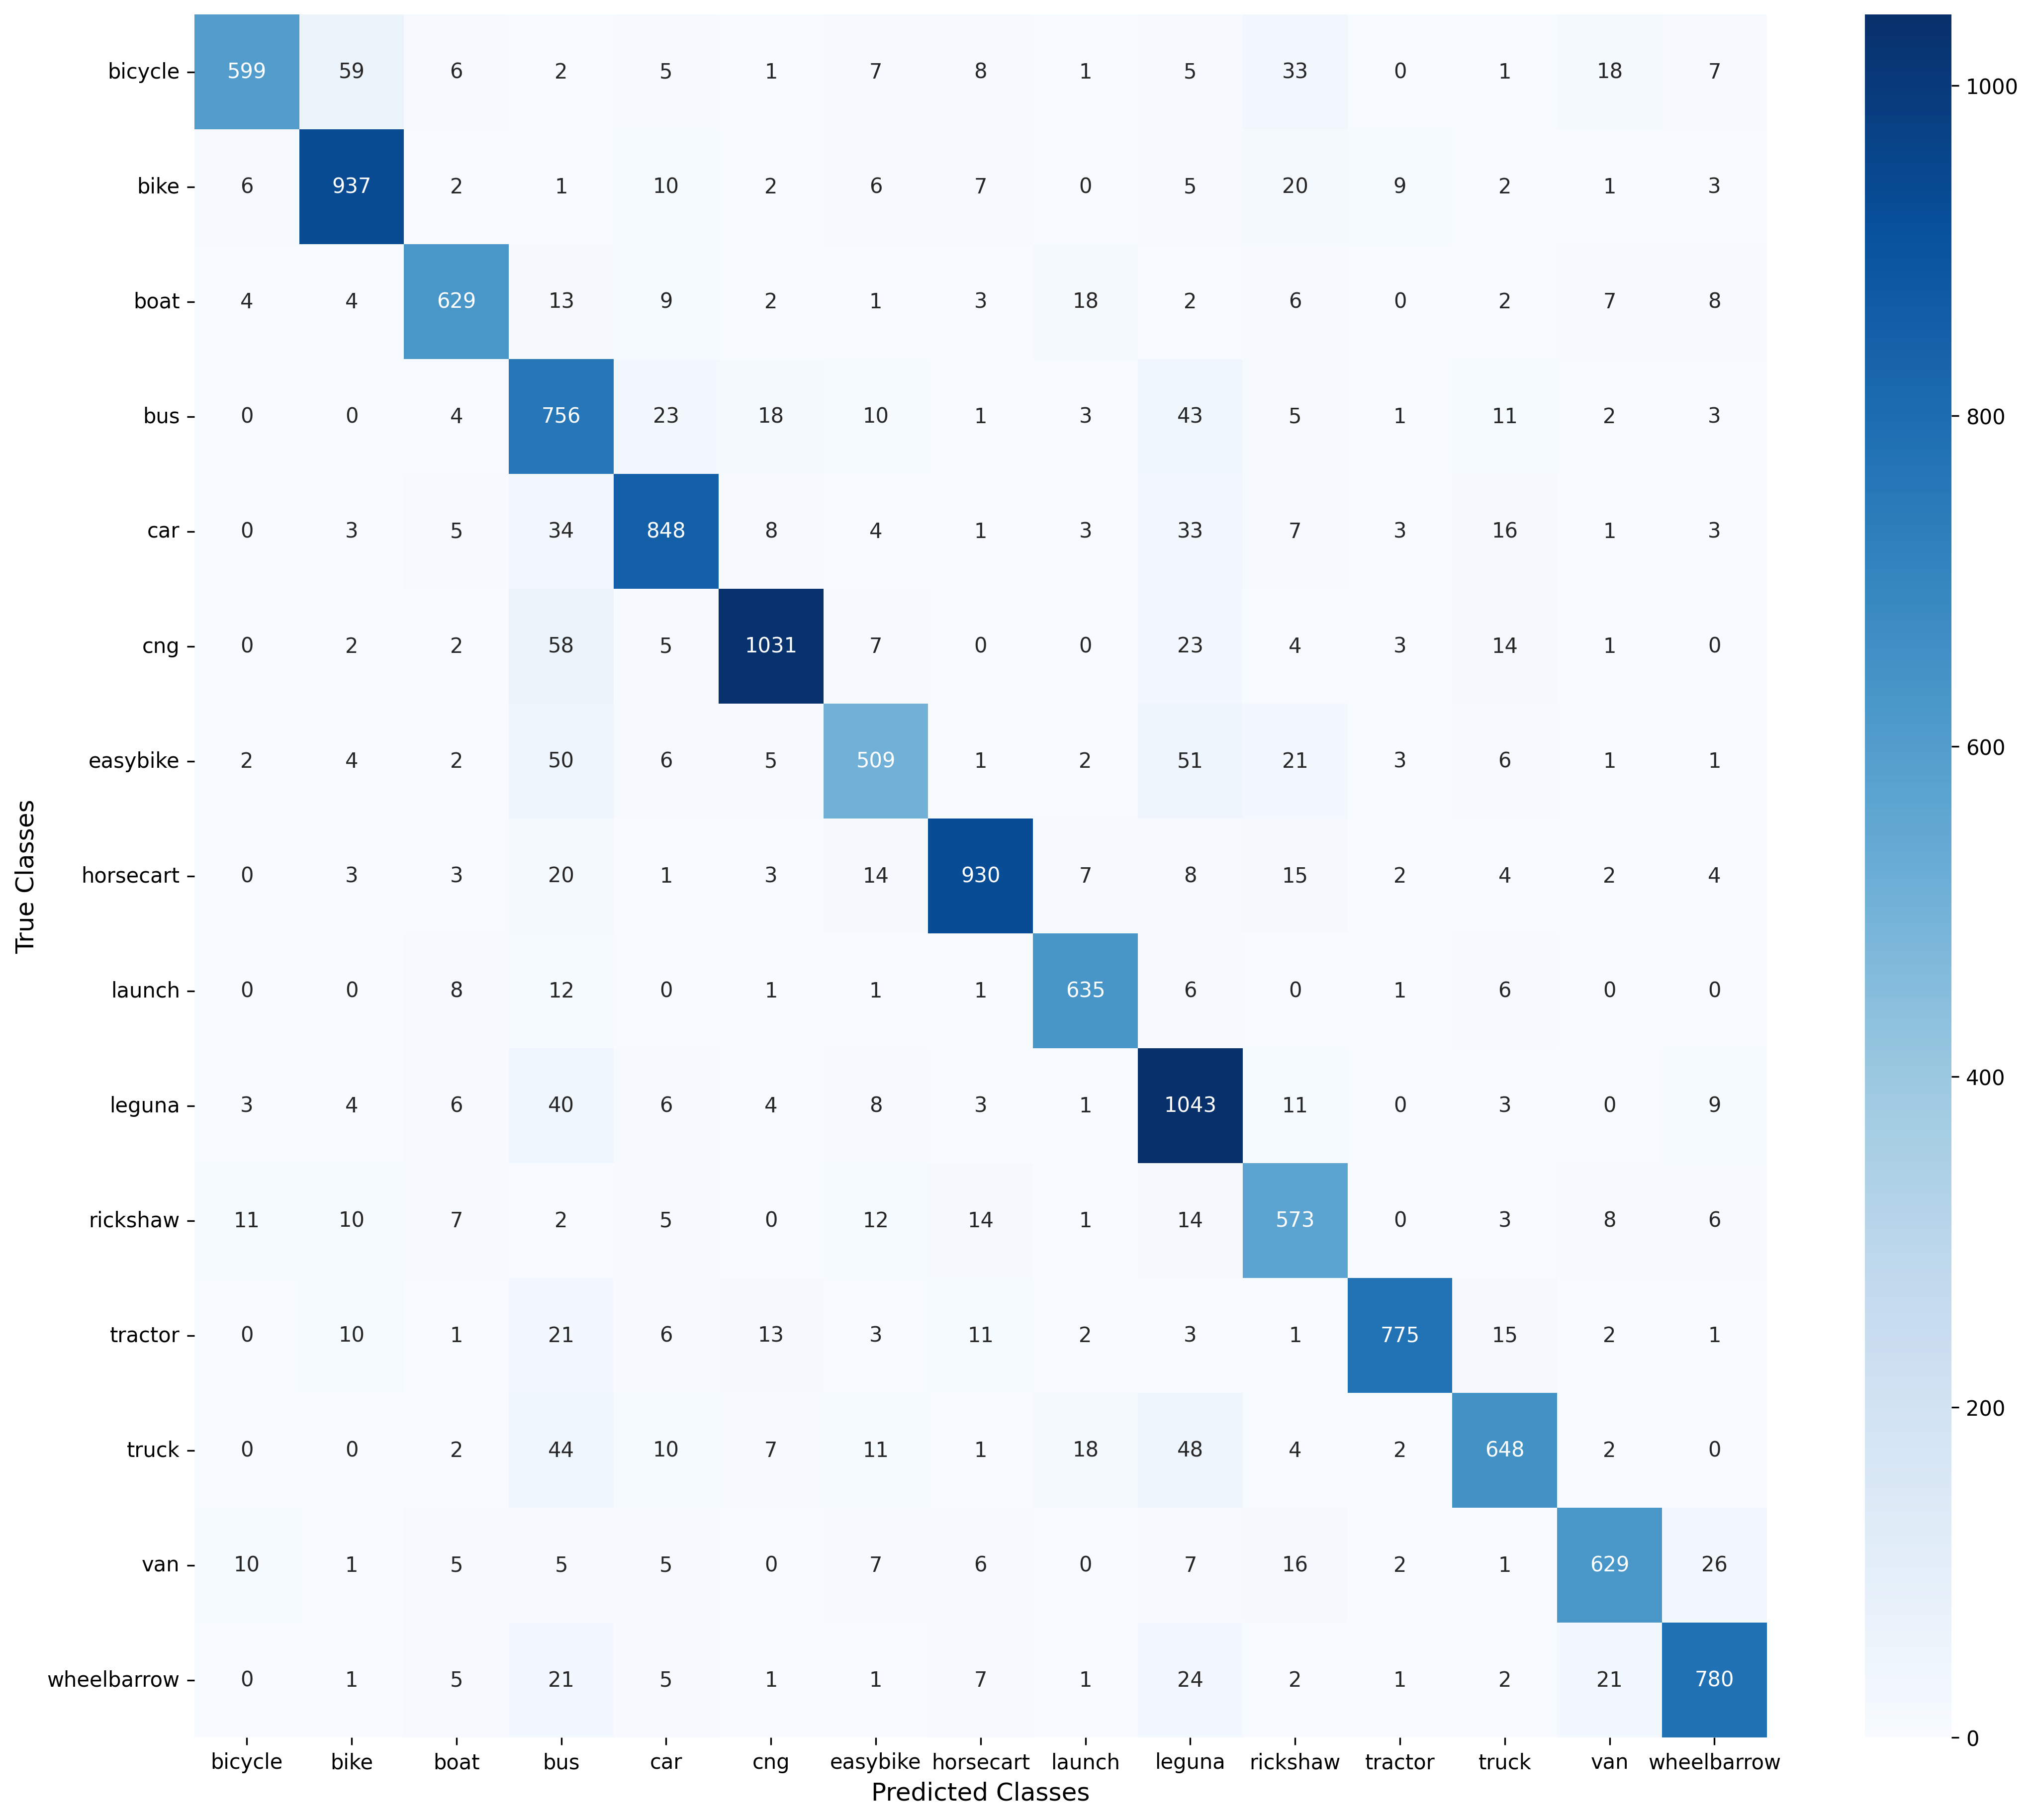 bicycle 599 59 6 2 5 1 7 8 1 5 33 0 1 18 7
bike 6 937 2 1 10 2 6 7 0 5 20 9 2 1 3
boat 4 4 629 13 9 2 1 3 18 2 6 0 2 7 8
bus 0 0 4 756 23 18 10 1 3 43 5 1 11 2 3
car 0 3 5 34 848 8 4 1 3 33 7 3 16 1 3
cng 0 2 2 58 5 1031 7 0 0 23 4 3 14 1 0
easybike 2 4 2 50 6 5 509 1 2 51 21 3 6 1 1
horsecart 0 3 3 20 1 3 14 930 7 8 15 2 4 2 4
launch 0 0 8 12 0 1 1 1 635 6 0 1 6 0 0
leguna 3 4 6 40 6 4 8 3 1 1043 11 0 3 0 9
rickshaw 11 10 7 2 5 0 12 14 1 14 573 0 3 8 6
tractor 0 10 1 21 6 13 3 11 2 3 1 775 15 2 1
truck 0 0 2 44 10 7 11 1 18 48 4 2 648 2 0
van 10 1 5 5 5 0 7 6 0 7 16 2 1 629 26
wheelbarrow 0 1 5 21 5 1 1 7 1 24 2 1 2 21 780
bicycle bike boat bus car cng easybike horsecart launch leguna rickshaw tractor truck van wheelbarrow
Predicted Classes
True Classes
1000
800
600
400
200
0